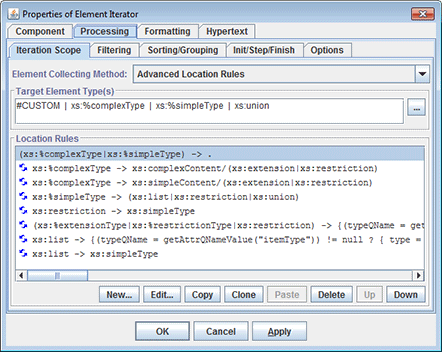 Properties of Element Iterator
Component Processing Formatting Hypertext
Iteration Scope Filtering Sorting/Grouping Init/Step/Finish Options
Element Collecting Method: Advanced Location Rules
Target Element Type(s)
#CUSTOM | xs:%complexType | xs:%simpleType | xs:union
...
Location Rules
(xs:%complexType|xs:%simpleType) -> .
xs:%complexType -> xs:complexContent/(xs:extension|xs:restriction)
xs:%complexType -> xs:simpleContent/(xs:extension|xs:restriction)
xs:%simpleType -> (xs:list|xs:restriction|xs:union)
xs:restriction -> xs:simpleType
(xs:%extensionType|xs:%restrictionType|xs:restriction) -> {(typeQName = get
xs:list -> {(typeQName = getAttrQNameValue("itemType")) != null ? { type =
xs:list -> xs:simpleType
New... Edit... Copy Clone Paste Delete Up Down
OK Cancel Apply